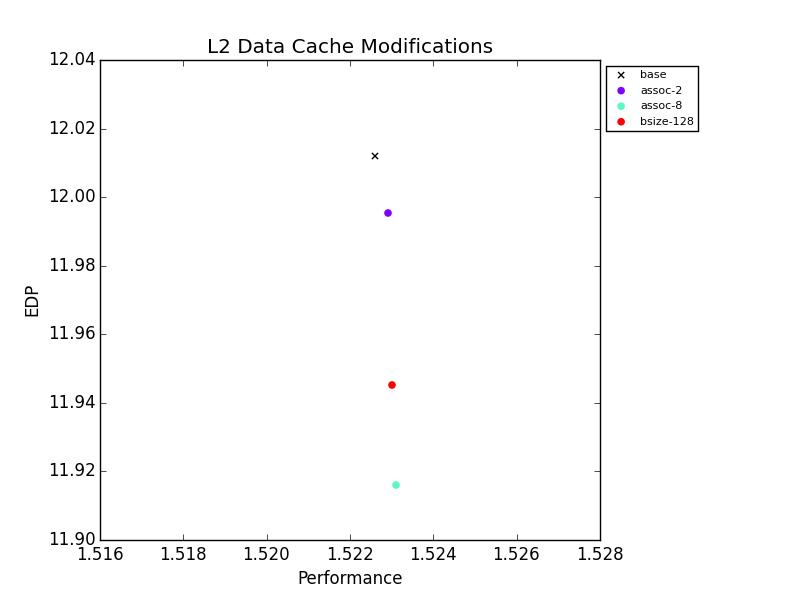 L2 Data Cache Modifications
12.04
12.02
12.00
11.98
11.96
11.94
11.92
11.90
EDP
1.516 1.518 1.520 1.522 1.524 1.526 1.528
Performance
base
assoc-2
assoc-8
bsize-128